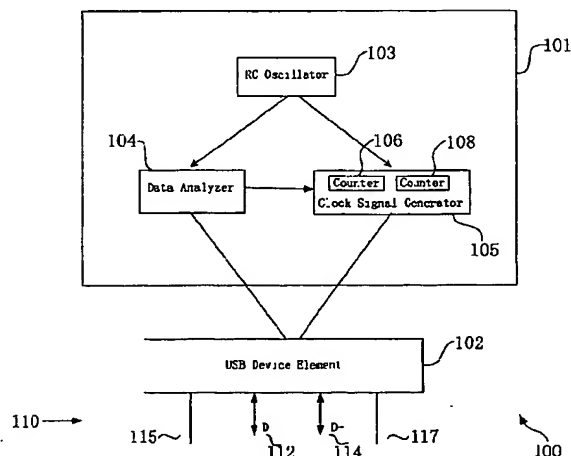 101
RC Oscillator
103
104
106
108
Data Analyzer
Counter
Counter
Clock Signal Generator
105
USB Device Element
102
110
115
D
112
D-
114
117
100